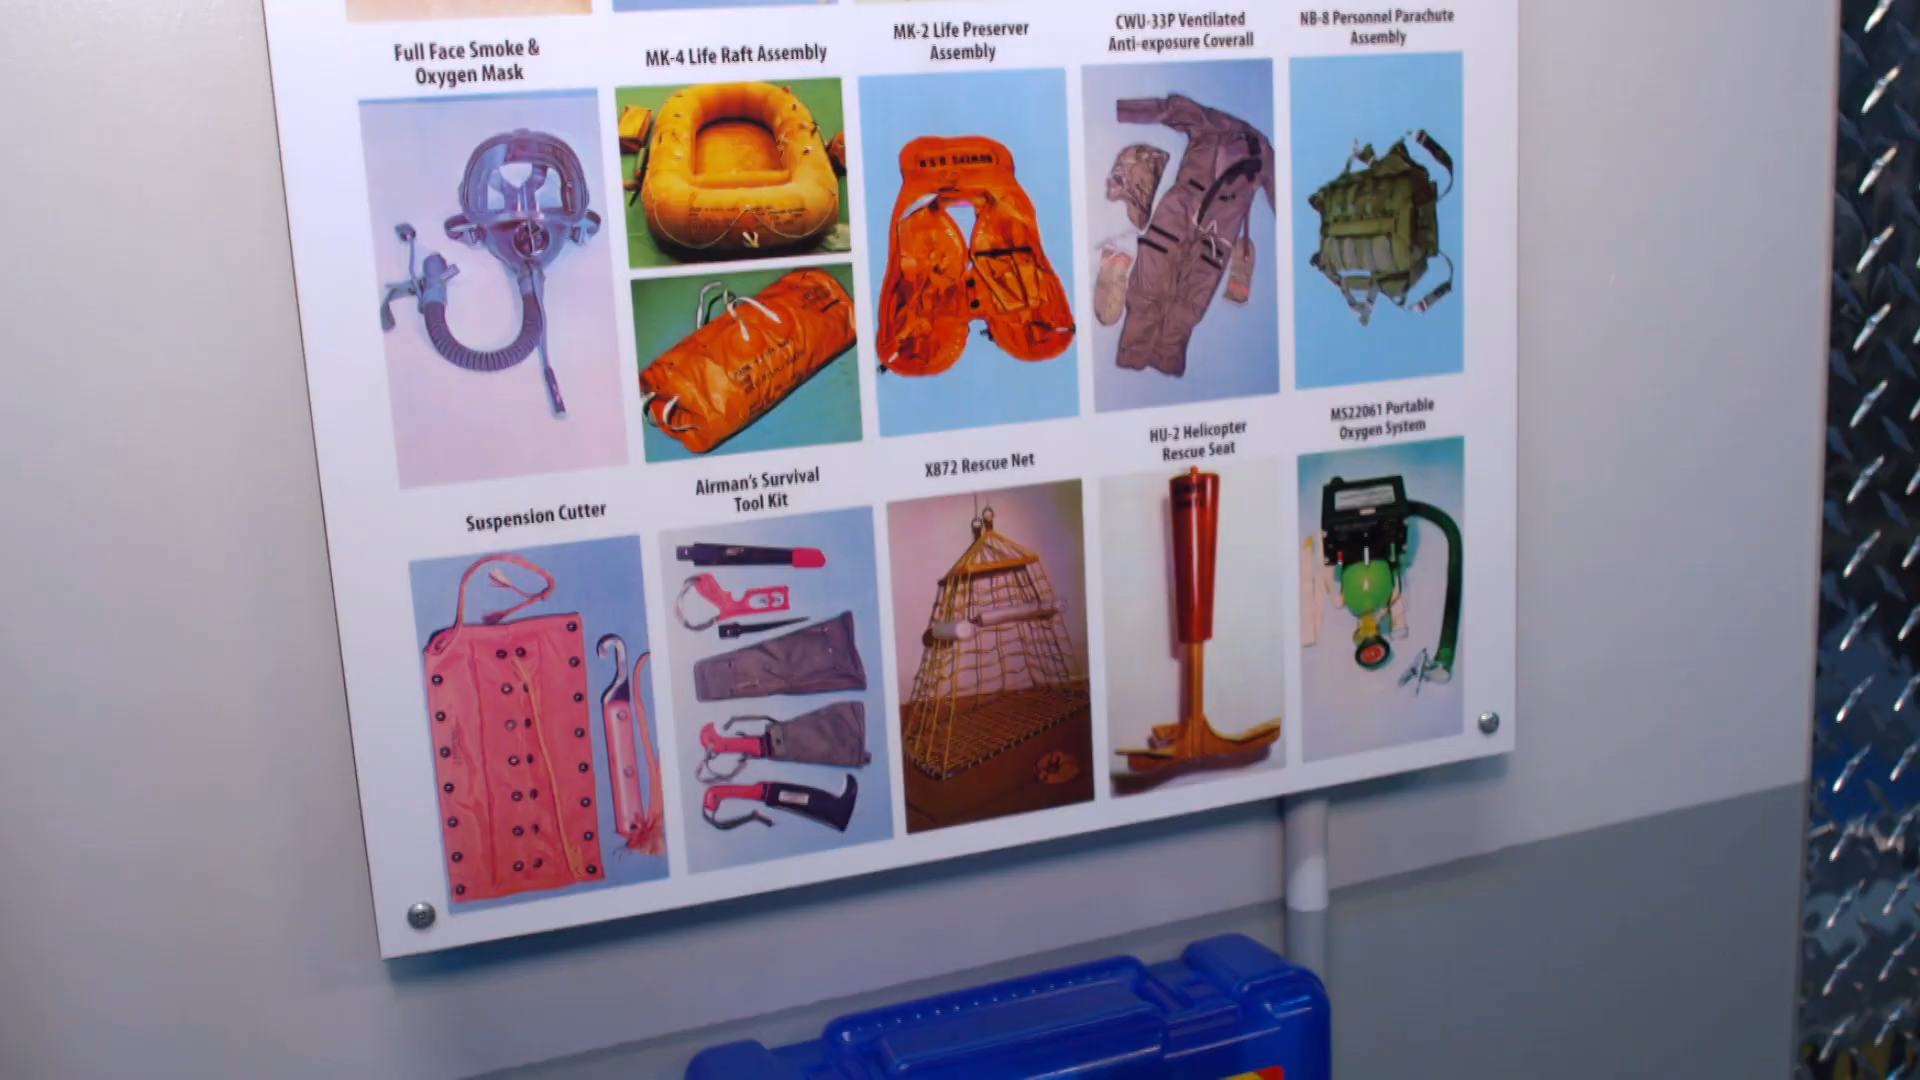 Full Face Smoke &
Oxygen Mask
MK-4 Life Raft Assembly
MK-2 Life Preserver
Assembly
CWU-33P Ventilated
Anti-exposure Coverall
NB-8 Personnel Parachute
Assembly
Suspension Cutter
Airman's Survival
Tool Kit
X872 Rescue Net
HU-2 Helicopter
Rescue Seat
MS22061 Portable
Oxygen System